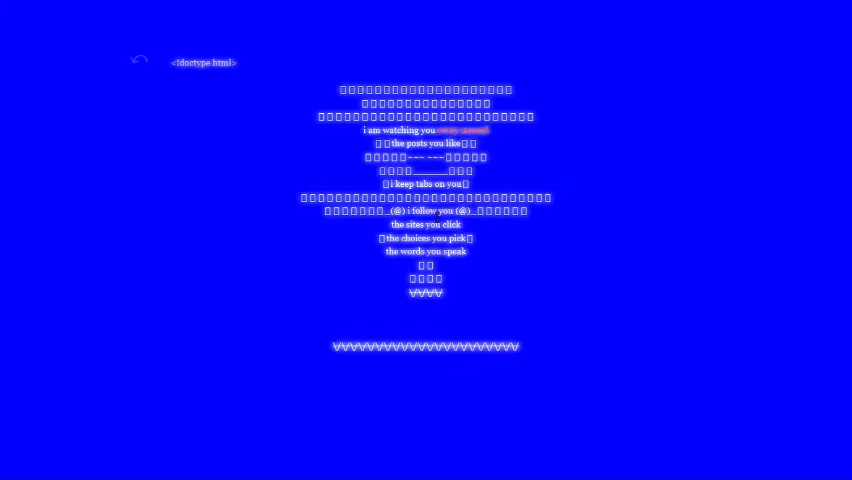 <!doctype html>
i am watching you
the posts you like
~~~ ~~~
________
i keep tabs on you
_(@) i follow you (@)_
the sites you click
the choices you pick
the words you speak